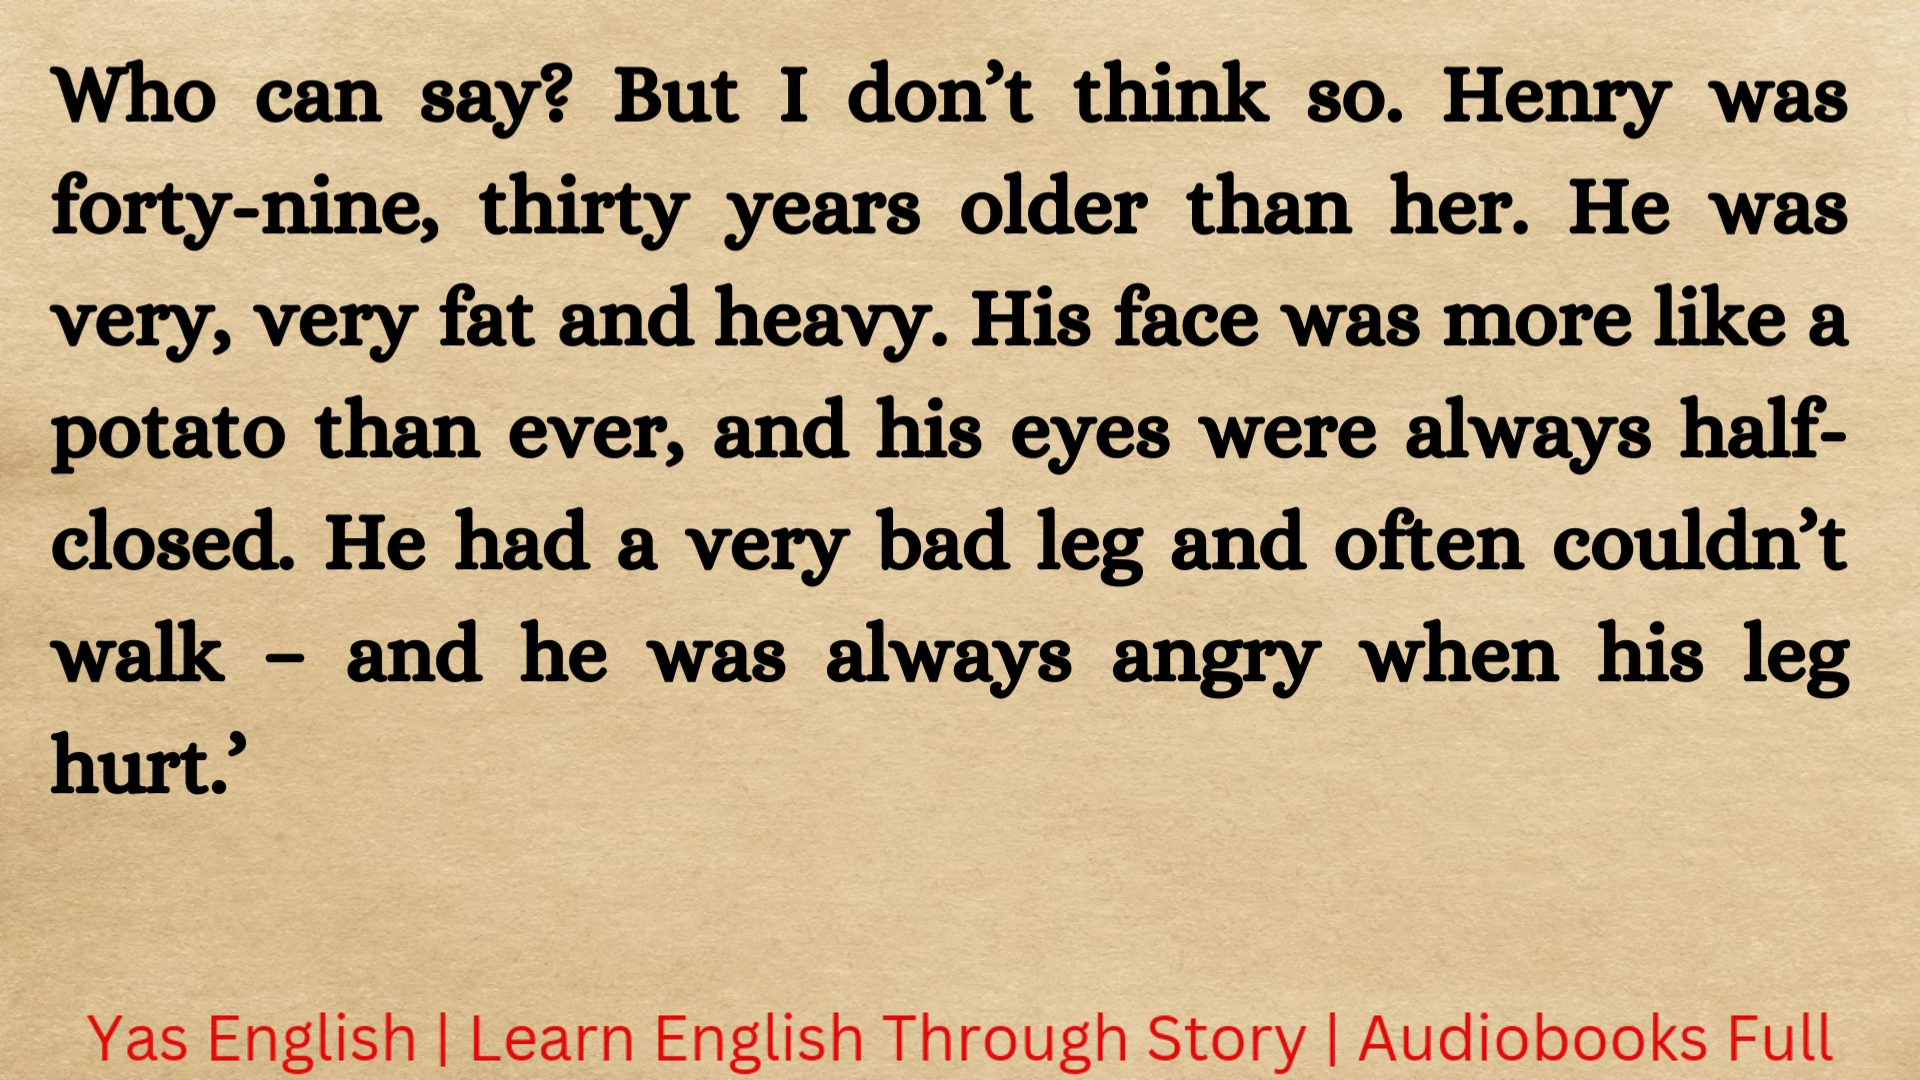 Who can say? But I don’t think so. Henry was
forty-nine, thirty years older than her. He was
very, very fat and heavy. His face was more like a
potato than ever, and his eyes were always half-
closed. He had a very bad leg and often couldn’t
walk – and he was always angry when his leg
hurt.’
Yas English | Learn English Through Story | Audiobooks Full